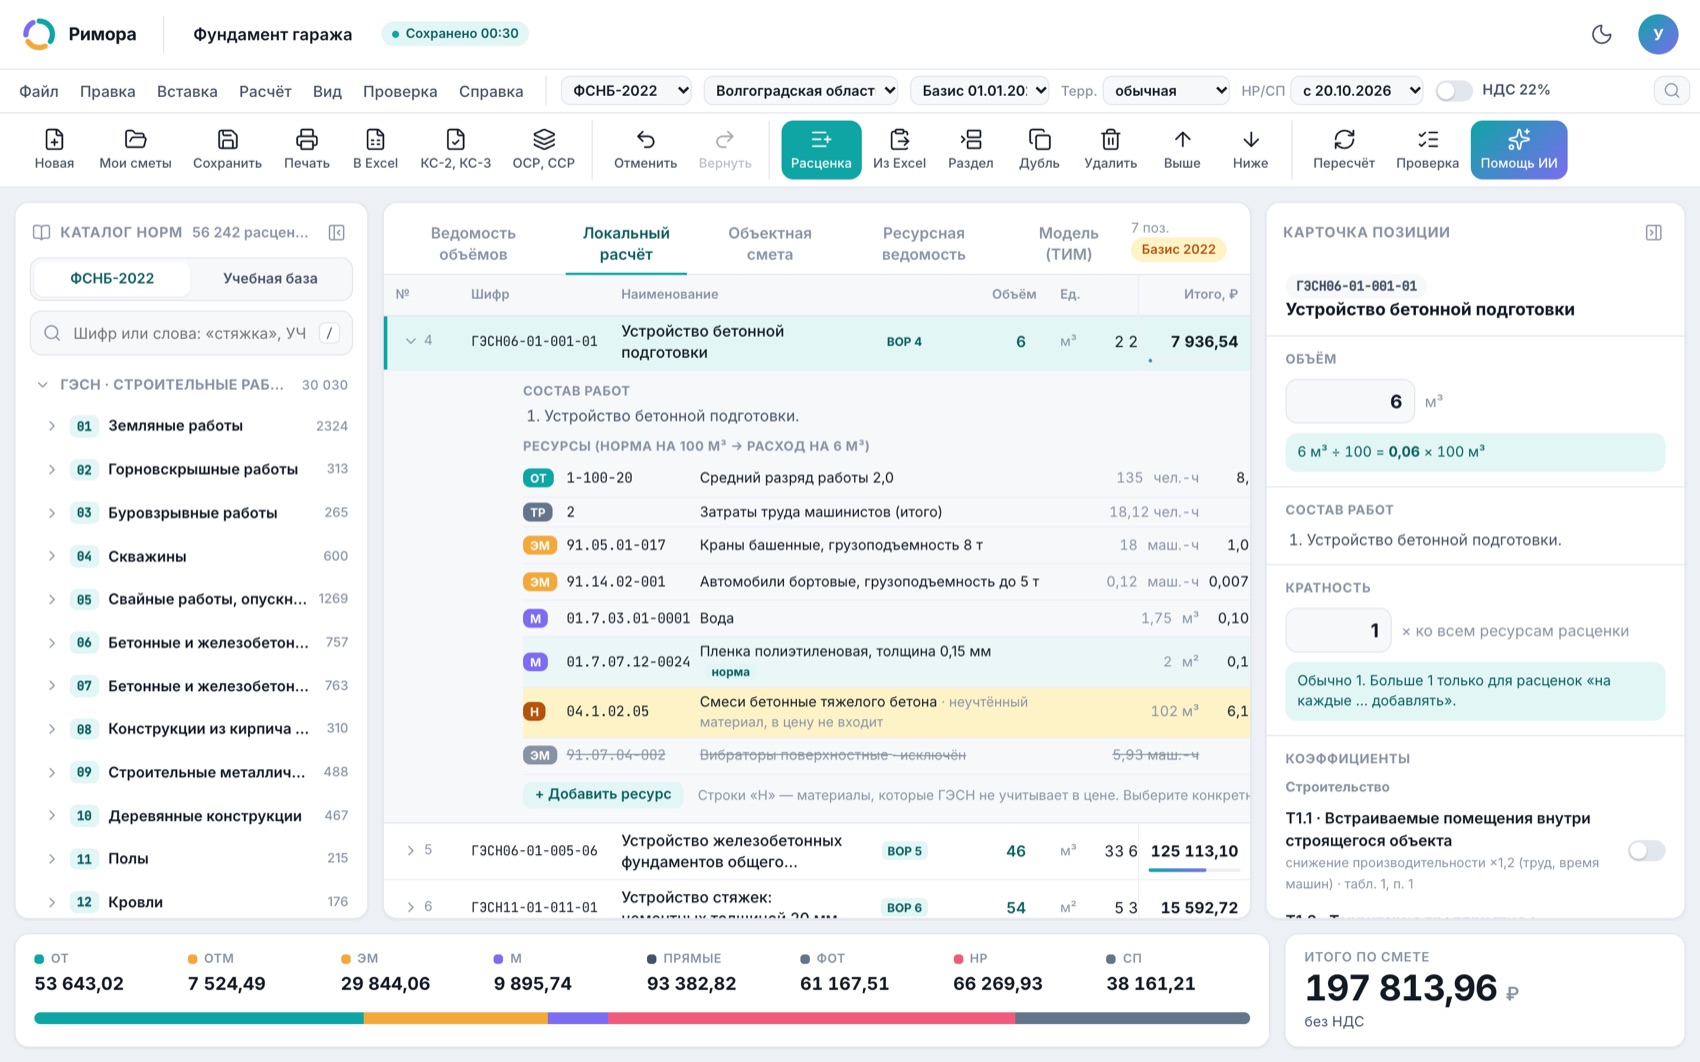 Римора
Фундамент гаража
Сохранено 00:30
У
Файл Правка Вставка Расчёт Вид Проверка Справка
ФСНБ-2022
Волгоградская област
Базис 01.01.20
Терр. обычная
НР/СП с 20.10.2026
НДС 22%
Новая Мои сметы Сохранить Печать В Excel КС-2, КС-3 ОСР, ССР Отменить Вернуть Расценка Из Excel Раздел Дубль Удалить Выше Ниже Пересчёт Проверка Помощь ИИ
КАТАЛОГ НОРМ 56 242 расцен...
ФСНБ-2022 Учебная база
Шифр или слова: «стяжка», УЧ /
ГЭСН · СТРОИТЕЛЬНЫЕ РАБ... 30 030
01 Земляные работы 2324
02 Горновскрышные работы 313
03 Буровзрывные работы 265
04 Скважины 600
05 Свайные работы, опускн... 1269
06 Бетонные и железобетон... 757
07 Бетонные и железобетон... 763
08 Конструкции из кирпича ... 310
09 Строительные металлич... 488
10 Деревянные конструкции 467
11 Полы 215
12 Кровли 176
Ведомость объёмов
Локальный расчёт
Объектная смета
Ресурсная ведомость
Модель (ТИМ)
7 поз.
Базис 2022
№ Шифр Наименование Объём Ед. Итого, ₽
4 ГЭСН06-01-001-01 Устройство бетонной подготовки ВОР 4 6 м³ 2 2 7 936,54
СОСТАВ РАБОТ
1. Устройство бетонной подготовки.
РЕСУРСЫ (НОРМА НА 100 М³ → РАСХОД НА 6 М³)
ОТ 1-100-20 Средний разряд работы 2,0 135 чел.-ч 8,
ТР 2 Затраты труда машинистов (итого) 18,12 чел.-ч
ЭМ 91.05.01-017 Краны башенные, грузоподъемность 8 т 18 маш.-ч 1,0
ЭМ 91.14.02-001 Автомобили бортовые, грузоподъемность до 5 т 0,12 маш.-ч 0,007
М 01.7.03.01-0001 Вода 1,75 м³ 0,10
М 01.7.07.12-0024 Пленка полиэтиленовая, толщина 0,15 мм 2 м² 0,1
норма
Н 04.1.02.05 Смеси бетонные тяжелого бетона · неучтённый 102 м³ 6,1
материал, в цену не входит
ЭМ 91.07.04-002 Вибраторы поверхностные · исключён 5,93 маш.-ч
+ Добавить ресурс Строки «Н» — материалы, которые ГЭСН не учитывает в цене. Выберите конкрет
5 ГЭСН06-01-005-06 Устройство железобетонных фундаментов общего... ВОР 5 46 м³ 33 6 125 113,10
6 ГЭСН11-01-011-01 Устройство стяжек: цементных толщиной 20 мм ВОР 6 54 м² 5 3 15 592,72
КАРТОЧКА ПОЗИЦИИ
ГЭСН06-01-001-01
Устройство бетонной подготовки
ОБЪЁМ
6 м³
6 м³ ÷ 100 = 0,06 × 100 м³
СОСТАВ РАБОТ
1. Устройство бетонной подготовки.
КРАТНОСТЬ
1 × ко всем ресурсам расценки
Обычно 1. Больше 1 только для расценок «на
каждые ... добавлять».
КОЭФФИЦИЕНТЫ
Строительство
Т1.1 · Встраиваемые помещения внутри
строящегося объекта
снижение производительности ×1,2 (труд, время
машин) · табл. 1, п. 1
ОТ ОТМ ЭМ М ПРЯМЫЕ ФОТ НР СП
53 643,02 7 524,49 29 844,06 9 895,74 93 382,82 61 167,51 66 269,93 38 161,21
ИТОГО ПО СМЕТЕ
197 813,96 ₽
без НДС